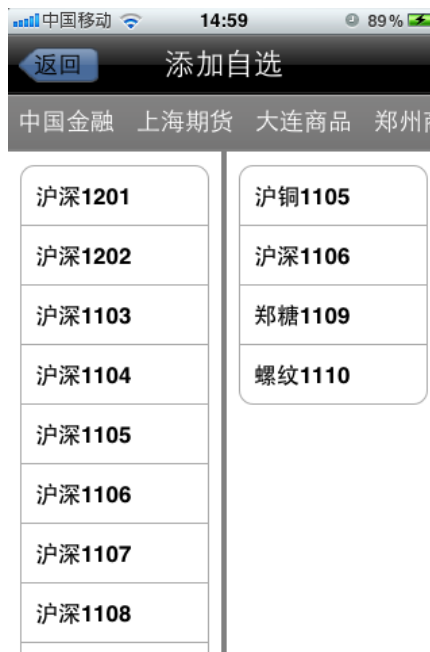 中国移动 14:59 89%
返回 添加自选
中国金融 上海期货 大连商品 郑州
沪深1201
沪深1202
沪深1103
沪深1104
沪深1105
沪深1106
沪深1107
沪深1108
沪铜1105
沪深1106
郑糖1109
螺纹1110